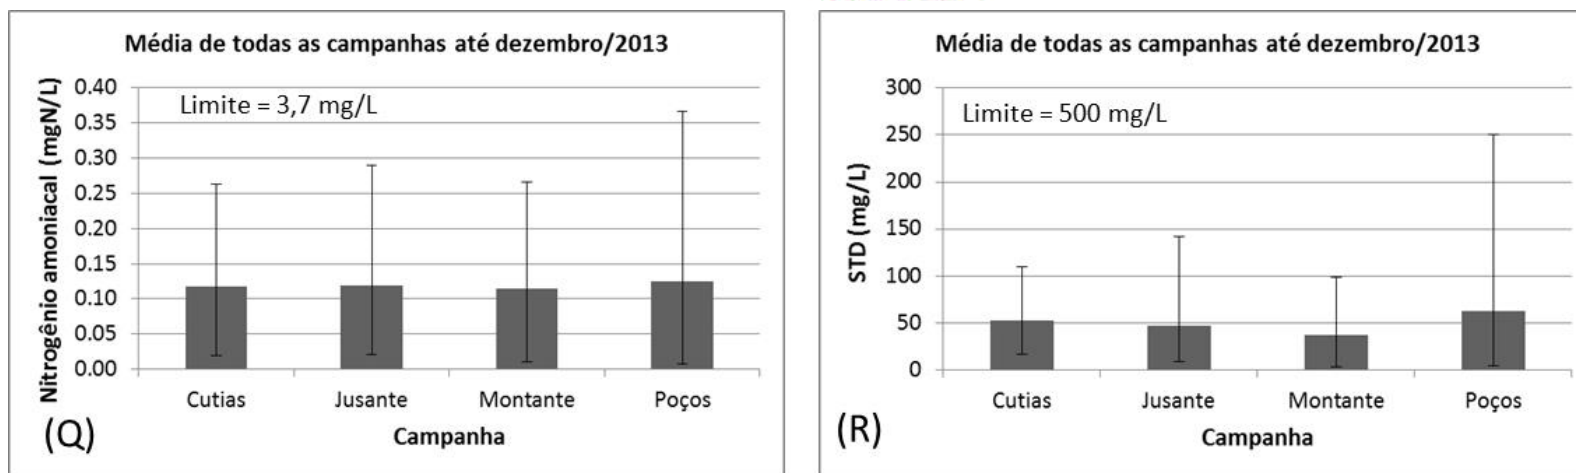 Média de todas as campanhas até dezembro/2013
Limite = 3,7 mg/L
Nitrogênio amoniacal (mgN/L)
0.40
0.35
0.30
0.25
0.20
0.15
0.10
0.05
0.00
Cutias Jusante Montante Poços
Campanha
(Q)
Média de todas as campanhas até dezembro/2013
Limite = 500 mg/L
STD (mg/L)
300
250
200
150
100
50
0
Cutias Jusante Montante Poços
Campanha
(R)